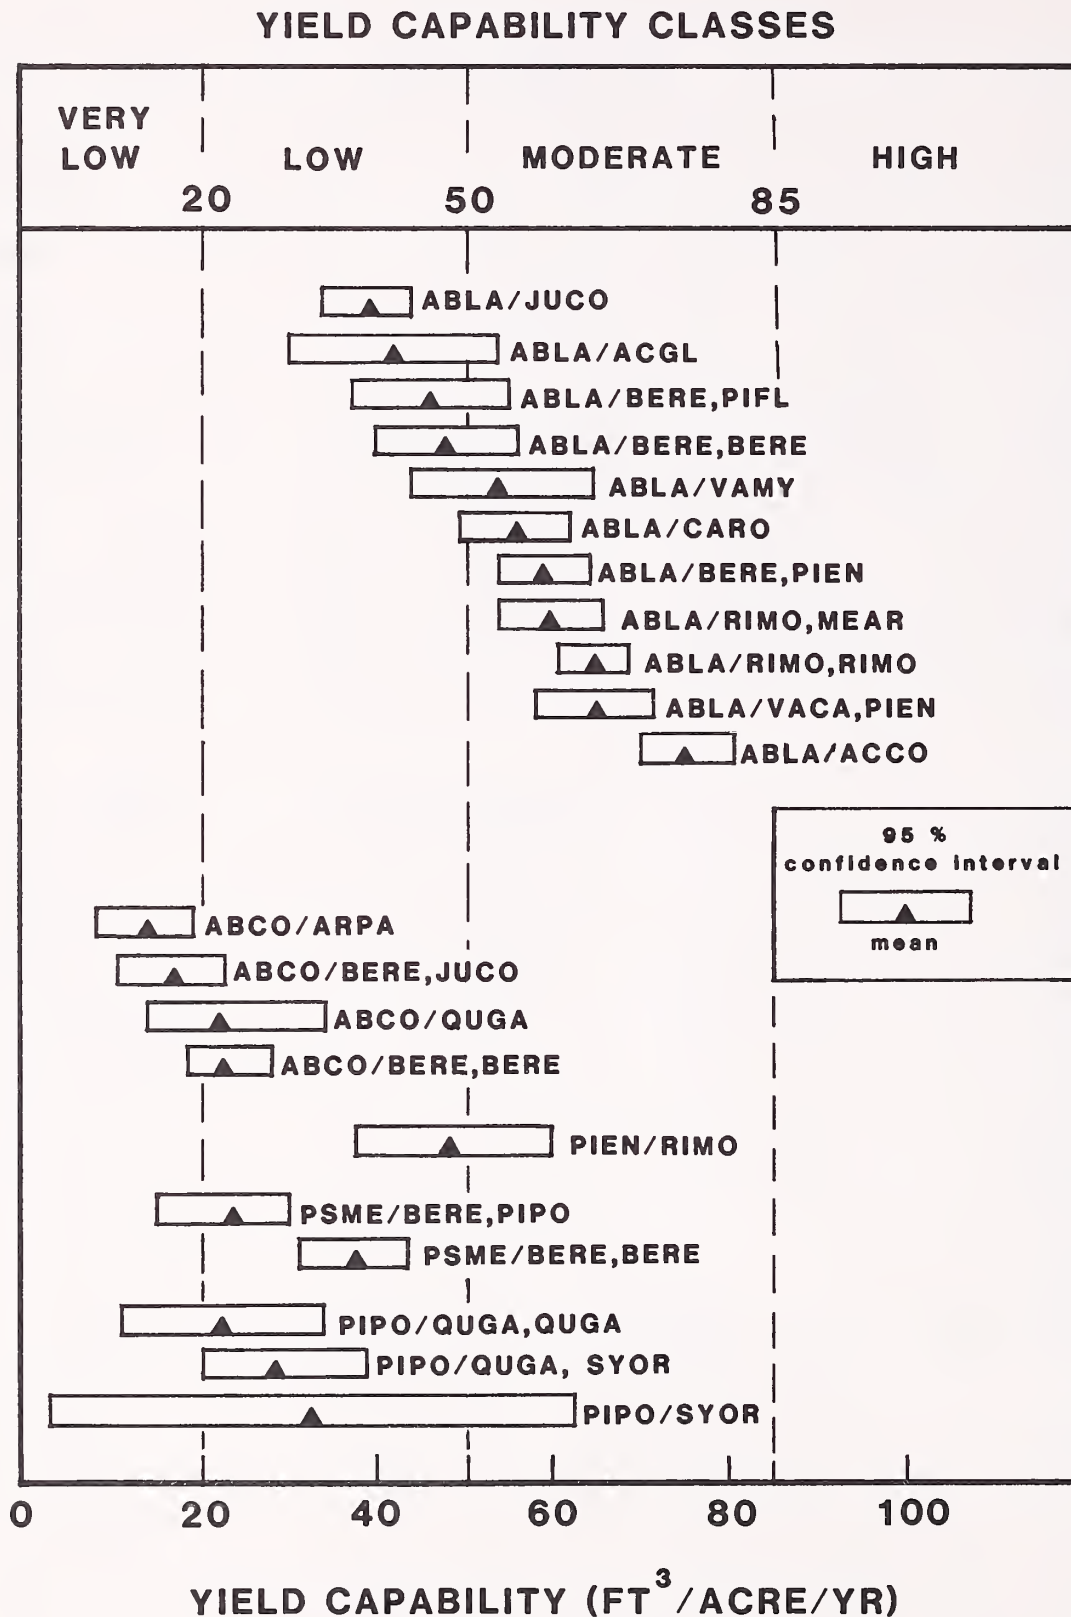 YIELD CAPABILITY CLASSES
VERY
LOW
LOW
MODERATE
HIGH
20
50
85
ABLA/JUCO
ABLA/ACGL
ABLA/BERE,PIFL
ABLA/BERE,BERE
ABLA/VAMY
ABLA/CARO
ABLA/BERE,PIEN
ABLA/RIMO,MEAR
ABLA/RIMO,RIMO
ABLA/VACA,PIEN
ABLA/ACCO
95 %
confidence interval
mean
ABCO/ARPA
ABCO/BERE,JUCO
ABCO/QUGA
ABCO/BERE,BERE
PIEN/RIMO
PSME/BERE,PIPO
PSME/BERE,BERE
PIPO/QUGA,QUGA
PIPO/QUGA, SYOR
PIPO/SYOR
0 20 40 60 80 100
YIELD CAPABILITY (FT³/ACRE/YR)